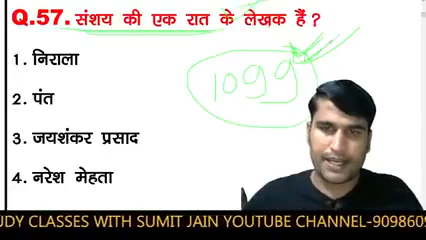 Q.57. संशय की एक रात के लेखक हैं ?
1. निराला
1099
2. पंत
3. जयशंकर प्रसाद
4. नरेश मेहता
UDY CLASSES WITH SUMIT JAIN YOUTUBE CHANNEL-9098609